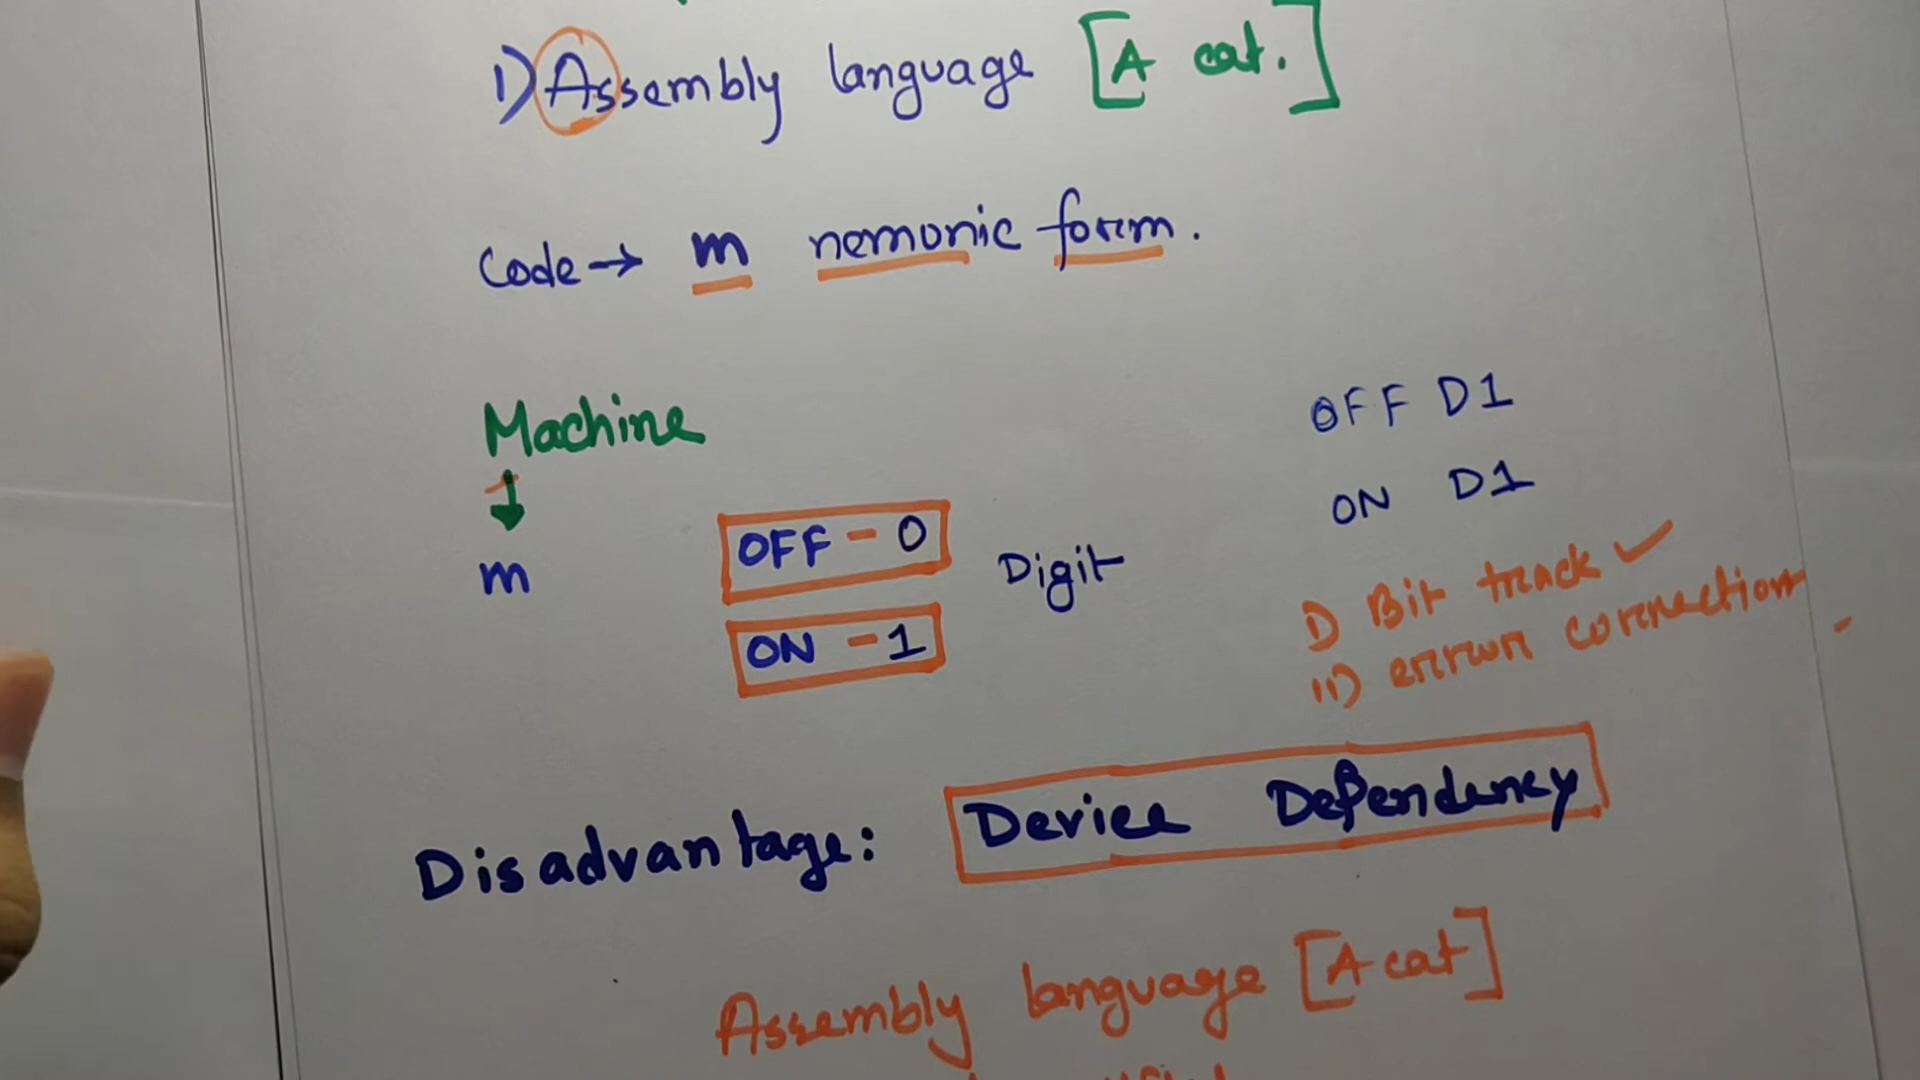 1) Assembly language [A cat.]
Code → m nemonic form.
Machine
↓
m
OFF - 0
ON - 1
Digit
OFF D1
ON D1
I) Bit track ✓
II) error correction
Disadvantage: Device Dependency
Assembly language [A cat]